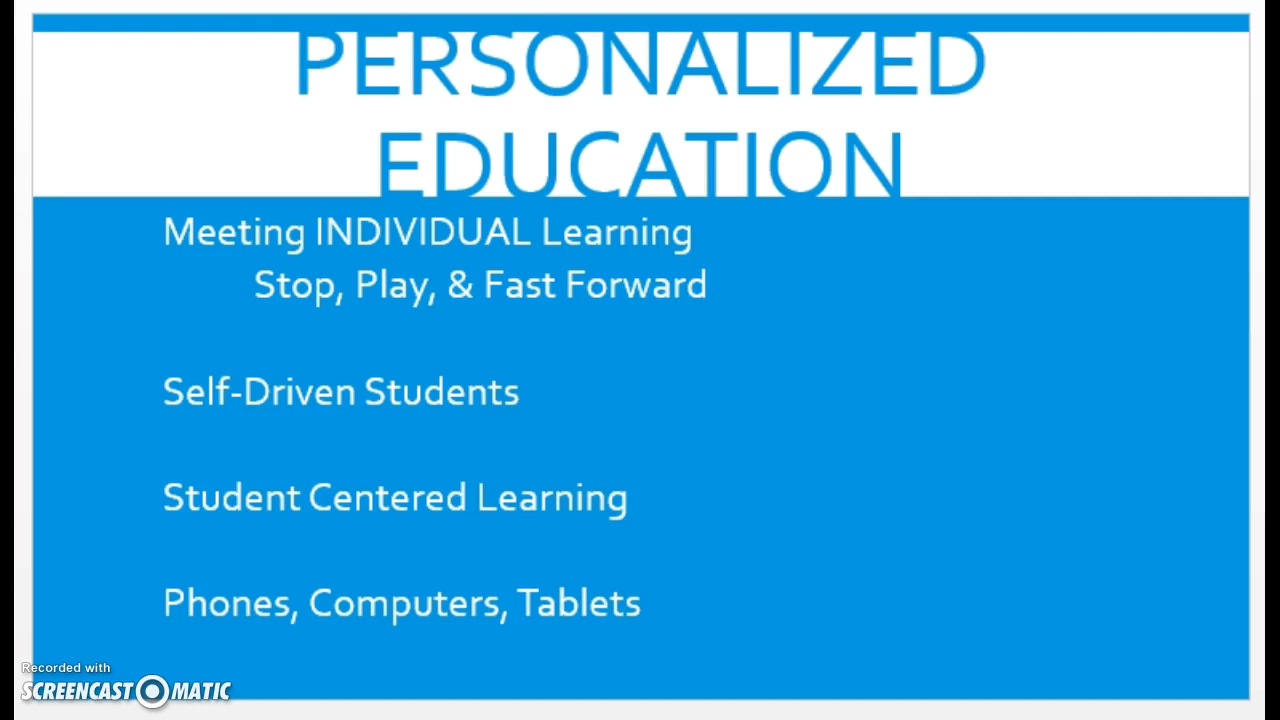 PERSONALIZED
EDUCATION
Meeting INDIVIDUAL Learning
Stop, Play, & Fast Forward
Self-Driven Students
Student Centered Learning
Phones, Computers, Tablets
Recorded with
SCREENCAST MATIC